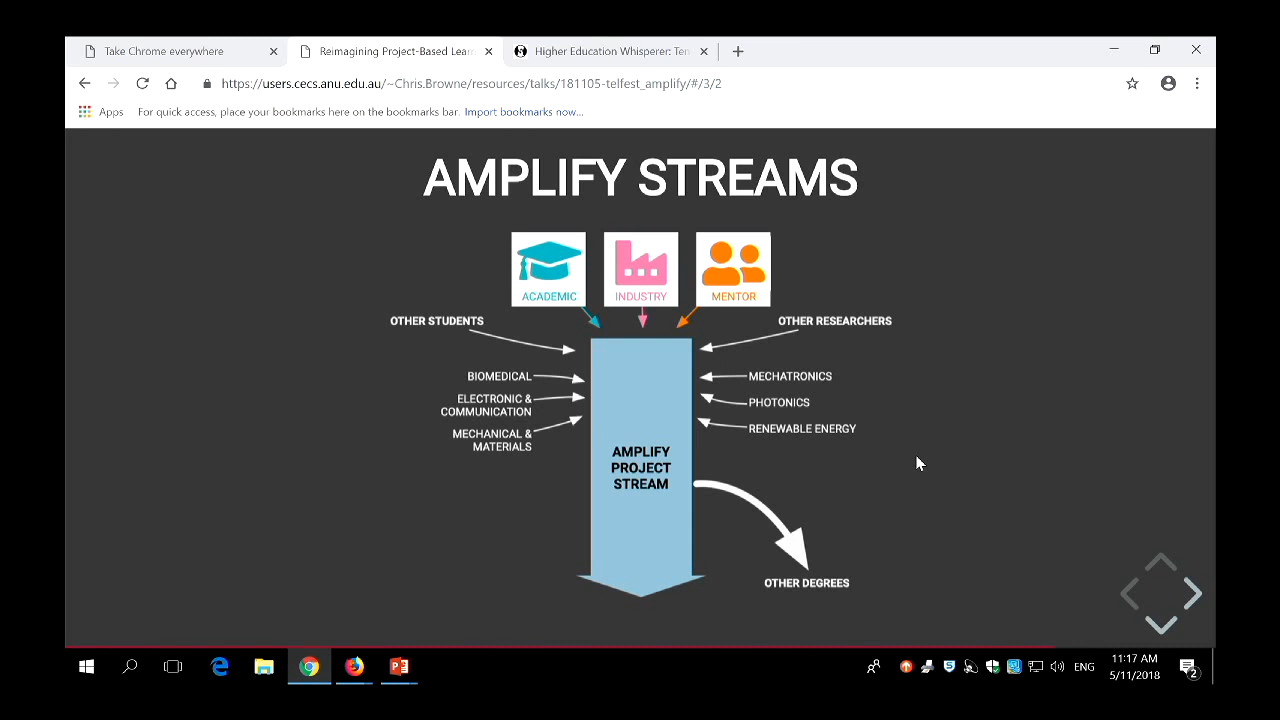 Take Chrome everywhere
Reimagining Project-Based Lear
Higher Education Whisperer: Ten
https://users.cecs.anu.edu.au/~Chris.Browne/resources/talks/181105-telfest_amplify/#/3/2
Apps
For quick access, place your bookmarks here on the bookmarks bar. Import bookmarks now...
AMPLIFY STREAMS
ACADEMIC
INDUSTRY
MENTOR
OTHER STUDENTS
OTHER RESEARCHERS
BIOMEDICAL
ELECTRONIC &
COMMUNICATION
MECHANICAL &
MATERIALS
MECHATRONICS
PHOTONICS
RENEWABLE ENERGY
AMPLIFY
PROJECT
STREAM
OTHER DEGREES
ENG
11:17 AM
5/11/2018
2